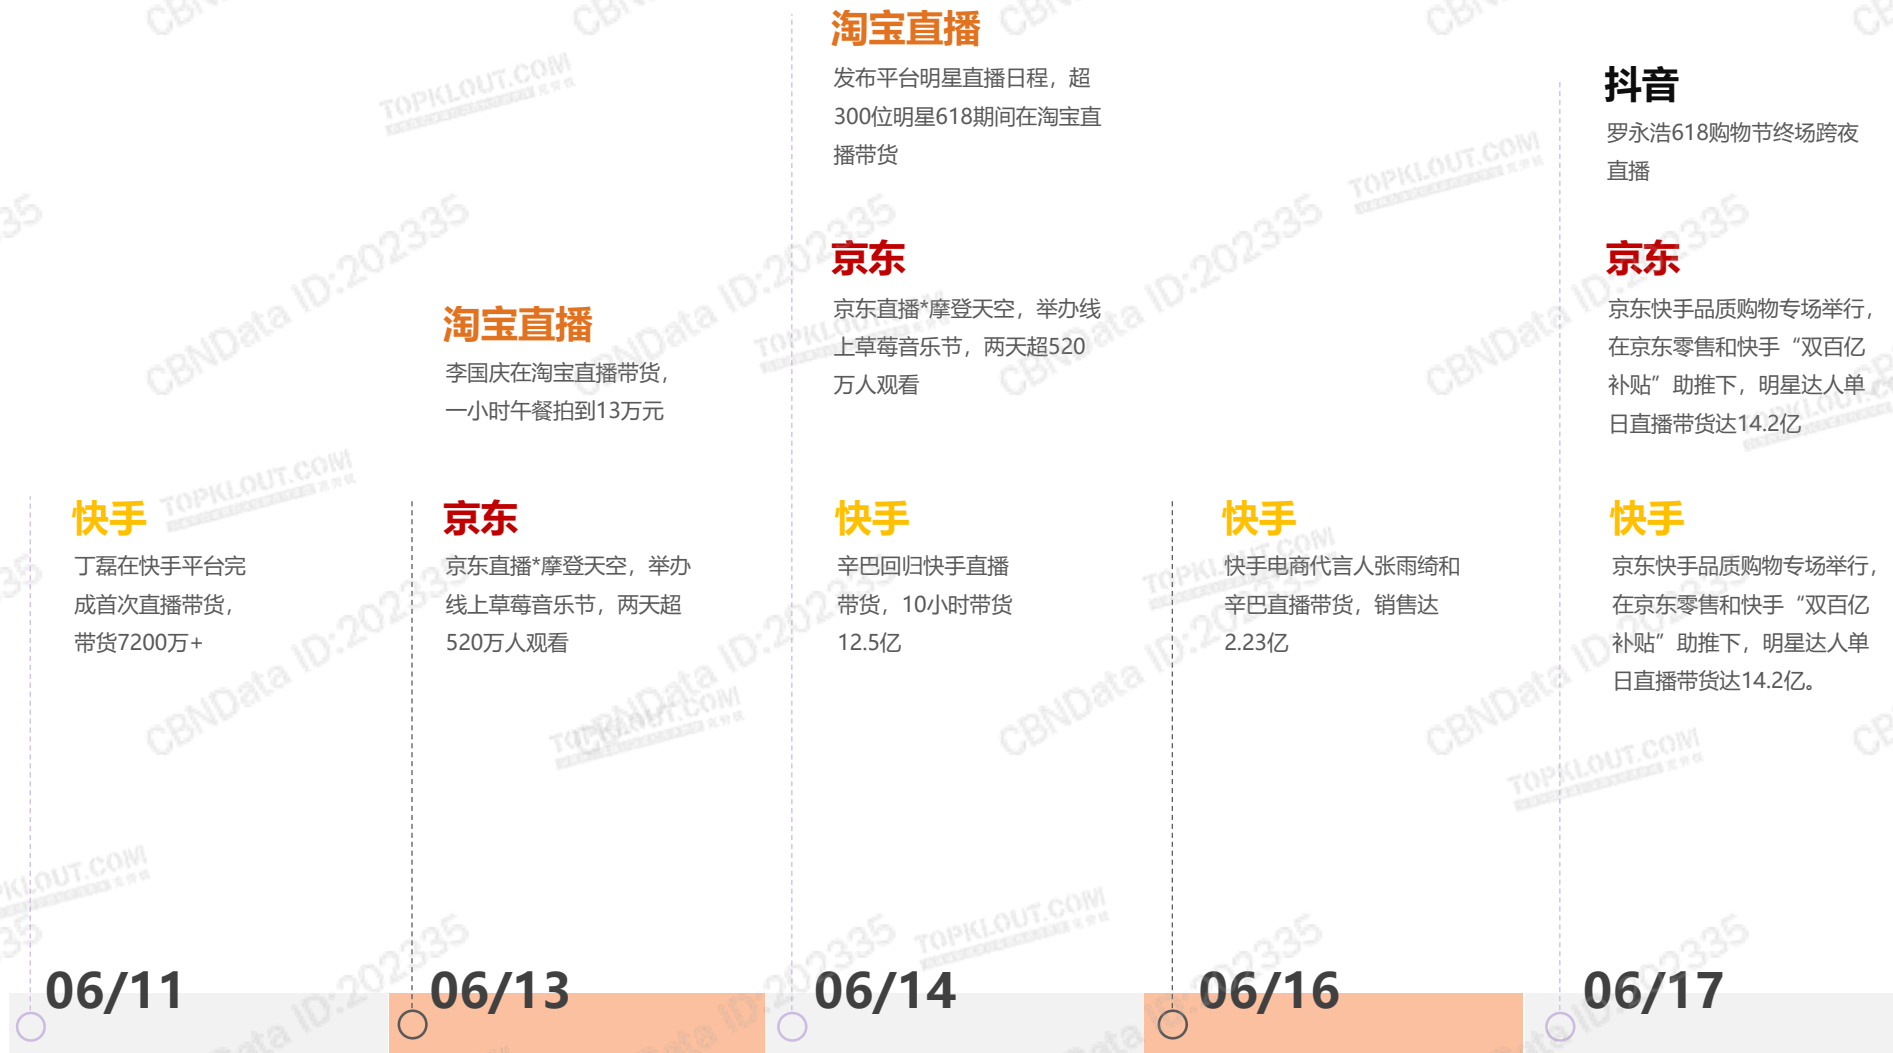 快手
丁磊在快手平台完
成首次直播带货，
带货7200万+
06/11
淘宝直播
李国庆在淘宝直播带货，
一小时午餐拍到13万元
京东
京东直播*摩登天空，举办
线上草莓音乐节，两天超
520万人观看
06/13
淘宝直播
发布平台明星直播日程，超
300位明星618期间在淘宝直
播带货
京东
京东直播*摩登天空，举办线
上草莓音乐节，两天超520
万人观看
快手
辛巴回归快手直播
带货，10小时带货
12.5亿
06/14
快手
快手电商代言人张雨绮和
辛巴直播带货，销售达
2.23亿
06/16
抖音
罗永浩618购物节终场跨夜
直播
京东
京东快手品质购物专场举行，
在京东零售和快手“双百亿
补贴”助推下，明星达人单
日直播带货达14.2亿
快手
京东快手品质购物专场举行，
在京东零售和快手“双百亿
补贴”助推下，明星达人单
日直播带货达14.2亿。
06/17
CBNData ID:202335
TOPKLOUT.COM